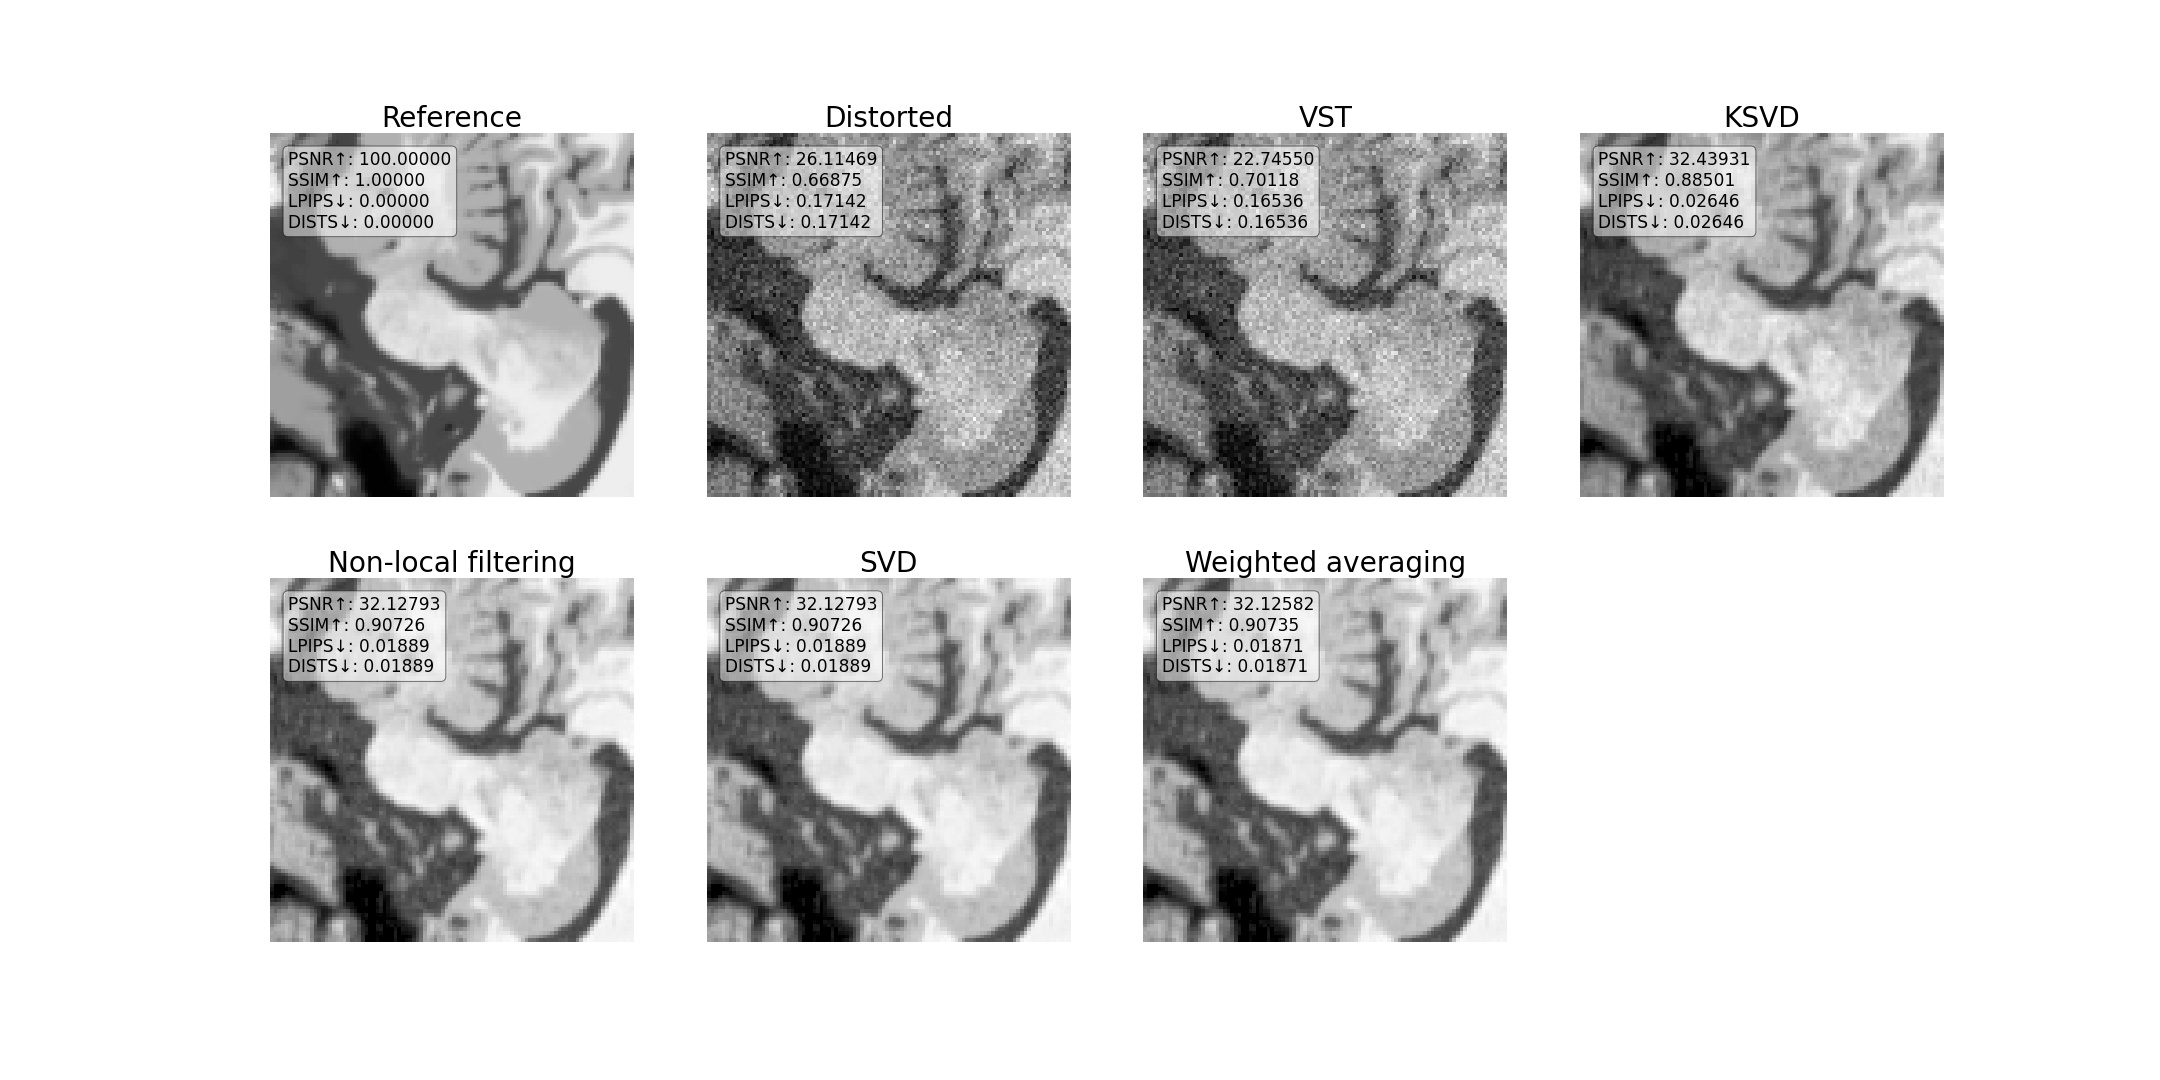 Reference
PSNR↑: 100.00000
SSIM↑: 1.00000
LPIPS↓: 0.00000
DISTS↓: 0.00000
Distorted
PSNR↑: 26.11469
SSIM↑: 0.66875
LPIPS↓: 0.17142
DISTS↓: 0.17142
VST
PSNR↑: 22.74550
SSIM↑: 0.70118
LPIPS↓: 0.16536
DISTS↓: 0.16536
KSVD
PSNR↑: 32.43931
SSIM↑: 0.88501
LPIPS↓: 0.02646
DISTS↓: 0.02646
Non-local filtering
PSNR↑: 32.12793
SSIM↑: 0.90726
LPIPS↓: 0.01889
DISTS↓: 0.01889
SVD
PSNR↑: 32.12793
SSIM↑: 0.90726
LPIPS↓: 0.01889
DISTS↓: 0.01889
Weighted averaging
PSNR↑: 32.12582
SSIM↑: 0.90735
LPIPS↓: 0.01871
DISTS↓: 0.01871